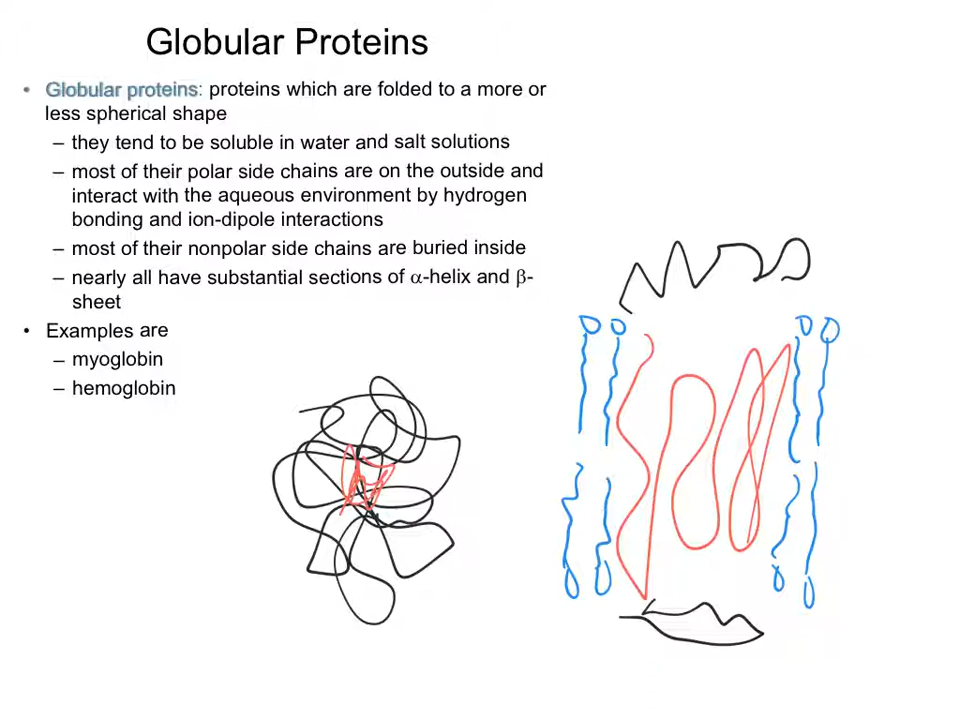 Globular Proteins
• Globular proteins: proteins which are folded to a more or
less spherical shape
– they tend to be soluble in water and salt solutions
– most of their polar side chains are on the outside and
interact with the aqueous environment by hydrogen
bonding and ion-dipole interactions
– most of their nonpolar side chains are buried inside
– nearly all have substantial sections of α-helix and β-
sheet
• Examples are
– myoglobin
– hemoglobin